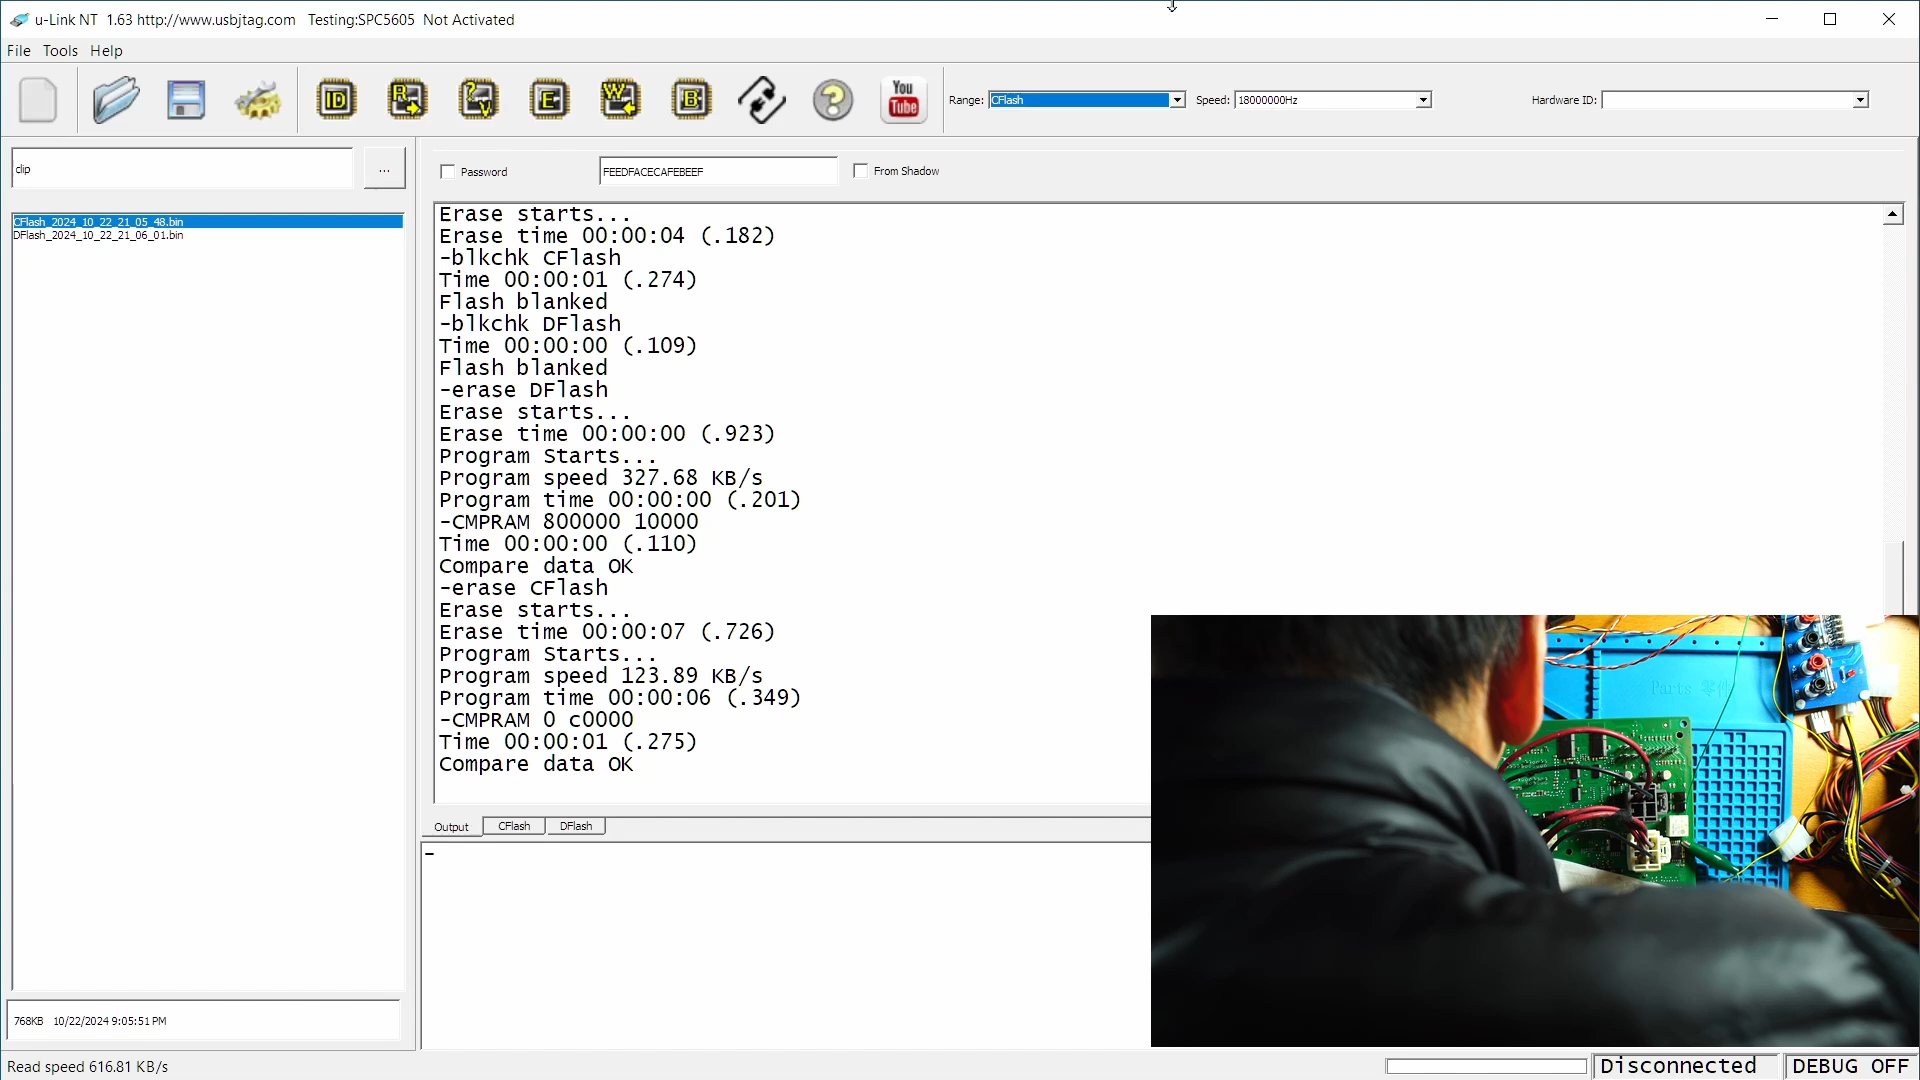 u-Link NT 1.63 http://www.usbjtag.com Testing:SPC5605 Not Activated
File Tools Help
ID
R
? V
E
W
B
?
You Tube
Range: CFlash
Speed: 18000000Hz
Hardware ID:
clip
...
Password
FEEDFACECAFEBEEF
From Shadow
CFlash_2024_10_22_21_05_48.bin
DFlash_2024_10_22_21_06_01.bin
Erase starts...
Erase time 00:00:04 (.182)
-blkchk CFlash
Time 00:00:01 (.274)
Flash blanked
-blkchk DFlash
Time 00:00:00 (.109)
Flash blanked
-erase DFlash
Erase starts...
Erase time 00:00:00 (.923)
Program Starts...
Program speed 327.68 KB/s
Program time 00:00:00 (.201)
-CMPRAM 800000 10000
Time 00:00:00 (.110)
Compare data OK
-erase CFlash
Erase starts...
Erase time 00:00:07 (.726)
Program Starts...
Program speed 123.89 KB/s
Program time 00:00:06 (.349)
-CMPRAM 0 c0000
Time 00:00:01 (.275)
Compare data OK
Parts 零件
Output CFlash DFlash
-
768KB 10/22/2024 9:05:51 PM
Read speed 616.81 KB/s
Disconnected
DEBUG OFF